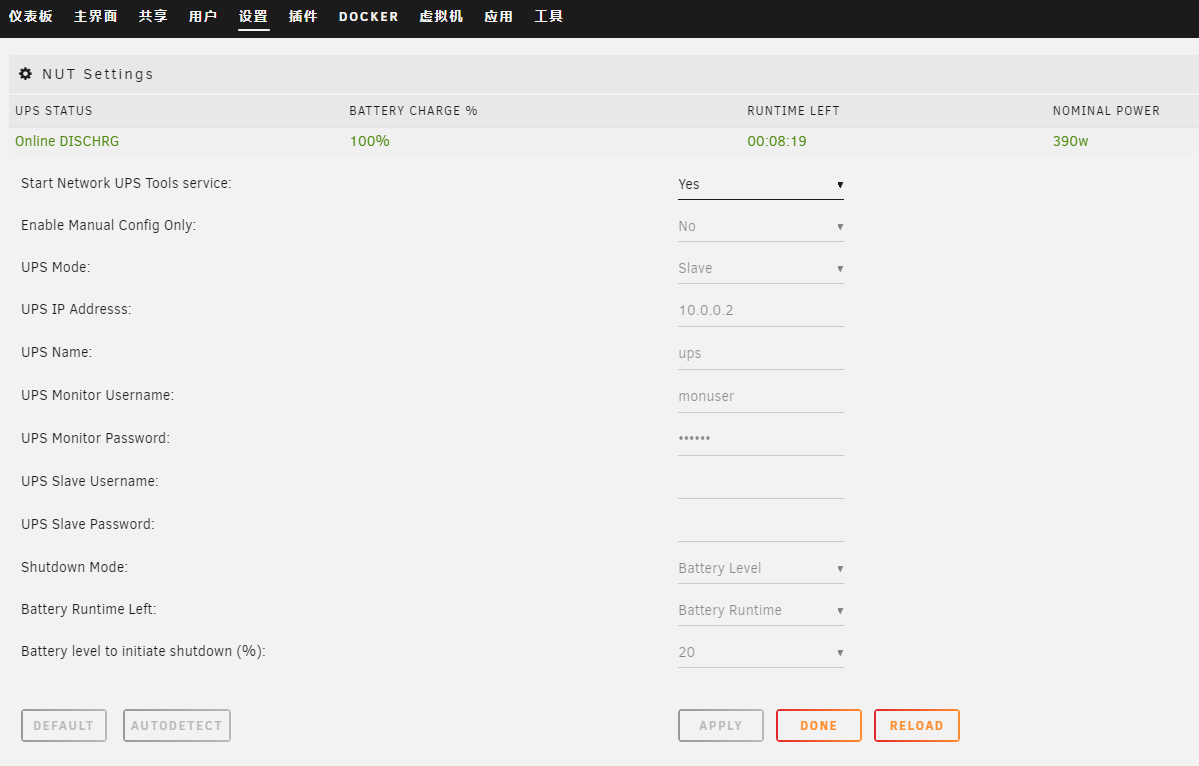 仪表板 主界面 共享 用户 设置 插件 DOCKER 虚拟机 应用 工具
NUT Settings
UPS STATUS BATTERY CHARGE % RUNTIME LEFT NOMINAL POWER
Online DISCHRG 100% 00:08:19 390w
Start Network UPS Tools service: Yes
Enable Manual Config Only: No
UPS Mode: Slave
UPS IP Addresss: 10.0.0.2
UPS Name: ups
UPS Monitor Username: monuser
UPS Monitor Password: ••••••
UPS Slave Username:
UPS Slave Password:
Shutdown Mode: Battery Level
Battery Runtime Left: Battery Runtime
Battery level to initiate shutdown (%): 20
DEFAULT AUTODETECT APPLY DONE RELOAD